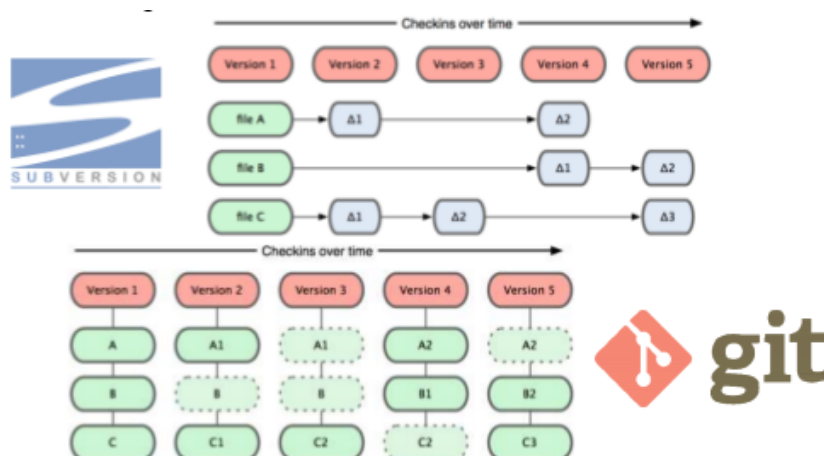 Checkins over time
Version 1 Version 2 Version 3 Version 4 Version 5
file A Δ1 Δ2
file B Δ1 Δ2
file C Δ1 Δ2 Δ3
SUBVERSION
Checkins over time
Version 1 Version 2 Version 3 Version 4 Version 5
A A1 A1 A2 A2
B B B B1 B2
C C1 C2 C2 C3
git